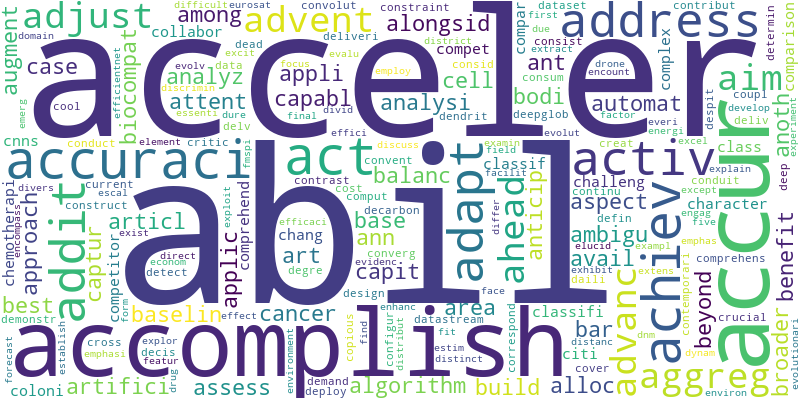 adjust
among
advent
alongsid
address
augment
case
collabor
analyz
attent
biocompat
cnns
acceler
appli
capabl
cell
analysi
compet
compar
ant
bodi
automat
aim
anoth
accuraci
act
balanc
adapt
activ
classif
class
character
comparison
benefit
addit
articl
captur
approach
competitor
applic
comprehend
chang
art
base
ann
capit
abil
ahead
anticip
aspect
ambigu
avail
achiev
accur
beyond
broader
best
baselin
cancer
area
bar
citi
classifi
advanc
accomplish
artifici
assess
coloni
algorithm
build
alloc
aggreg
chemotherapi
construct
current
contrast
critic
conduct
element
cool
dead
deliveri
convolut
constraint
complex
difficult
eurosat
domain
emerg
evolv
data
efficientnet
discrimin
essenti
dure
delv
excit
focus
final
divid
evalu
employ
effici
convent
consid
district
consist
extract
dendrit
deepglob
consum
encount
drone
dataset
first
due
contribut
determin
everi
evolut
despit
factor
energi
creat
field
examin
discuss
fmspi
cost
comput
decarbon
converg
efficaci
degre
evidenc
design
exploit
econom
direct
exist
detect
divers
encompass
escal
demonstr
form
effect
cross
explor
decis
featur
drug
establish
emphasi
forecast
environment
enhanc
datastream
fit
distinct
estim
find
copious
configur
distribut
demand
deploy
correspond
distanc
cover
crucial
evolutionari
environ
dynam
dnm
extens
emphas
contemporari
comprehens
five
engag
exampl
elucid
exhibit
daili
defin
continu
facilit
differ
face
challeng
except
conduit
explain
excel
develop
deliv
deep
experiment
coupl